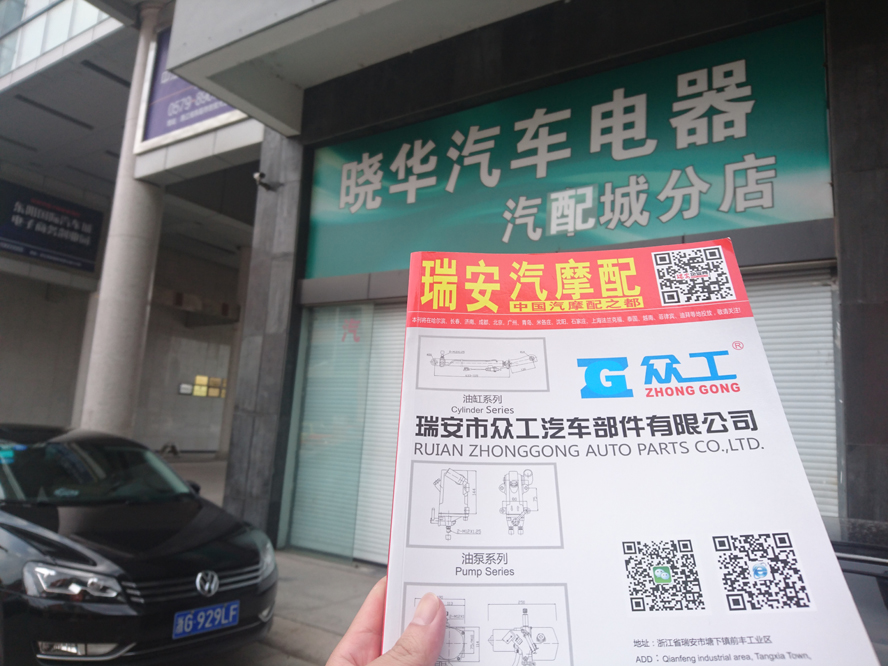 晓华汽车电器
汽配城分店
0579-
瑞安汽摩配
中国汽摩配之都
G 众工®
ZHONG GONG
油缸系列
Cylinder Series
瑞安市众工汽车部件有限公司
RUIAN ZHONGGONG AUTO PARTS CO.,LTD.
油泵系列
Pump Series
地址:浙江省瑞安市塘下镇前丰工业区
ADD:Qianfeng industrial area, Tangxia Town,
浙G·929LF